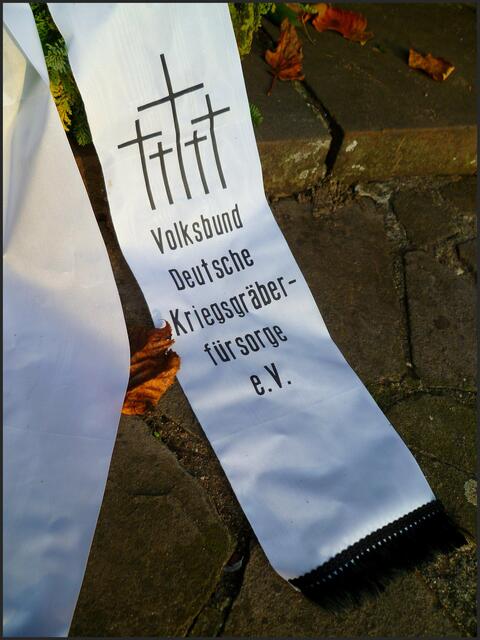 Volksbund
Deutsche
Kriegsgräber-
fürsorge
e.V.